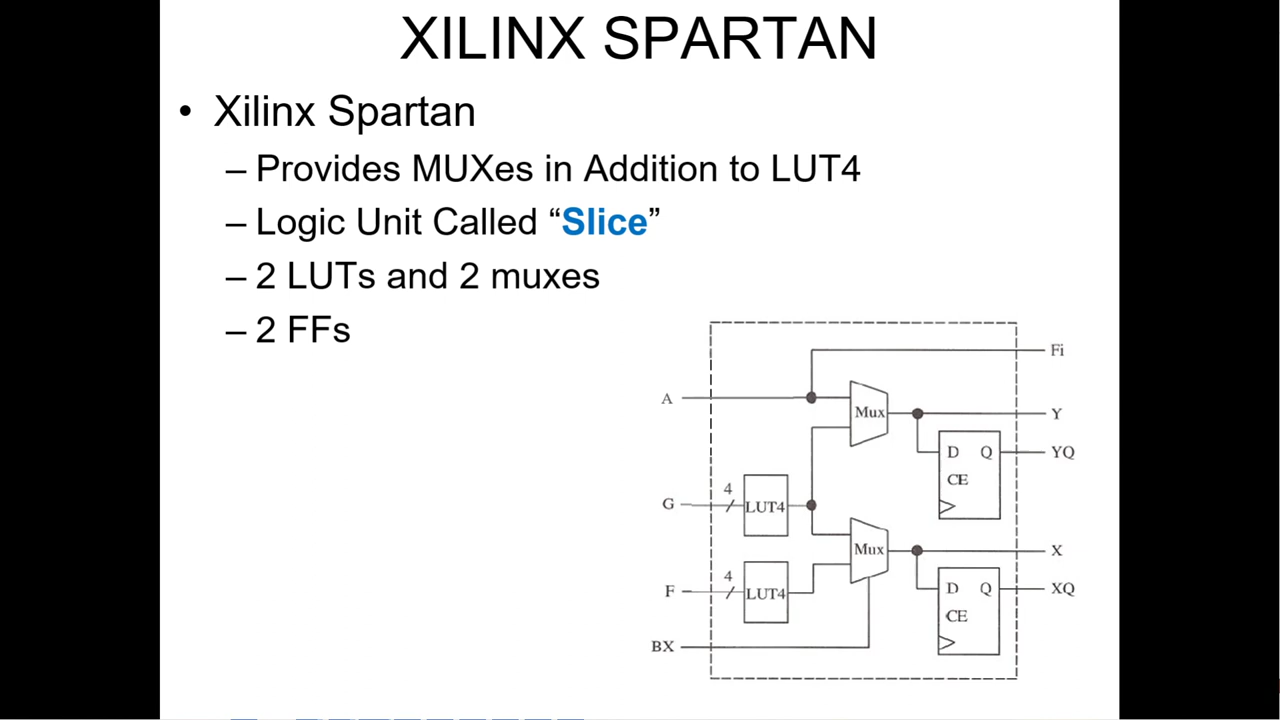 XILINX SPARTAN
• Xilinx Spartan
– Provides MUXes in Addition to LUT4
– Logic Unit Called “Slice”
– 2 LUTs and 2 muxes
– 2 FFs
Fi
A
Mux
Y
D Q
YQ
CE
4
G
LUT4
Mux
X
4
D Q
XQ
F
LUT4
CE
BX